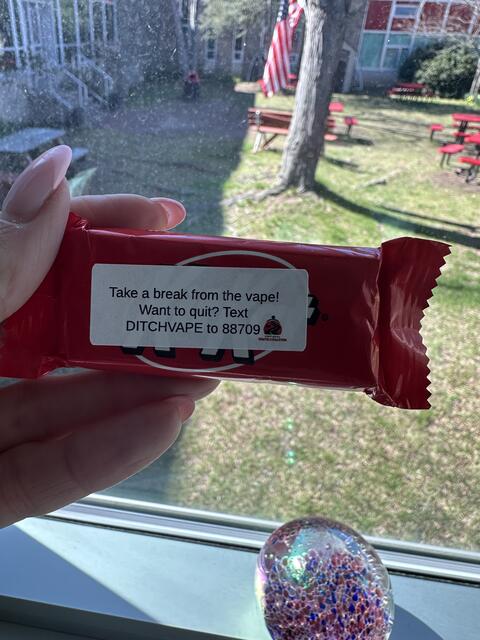 Take a break from the vape!
Want to quit? Text
DITCHVAPE to 88709